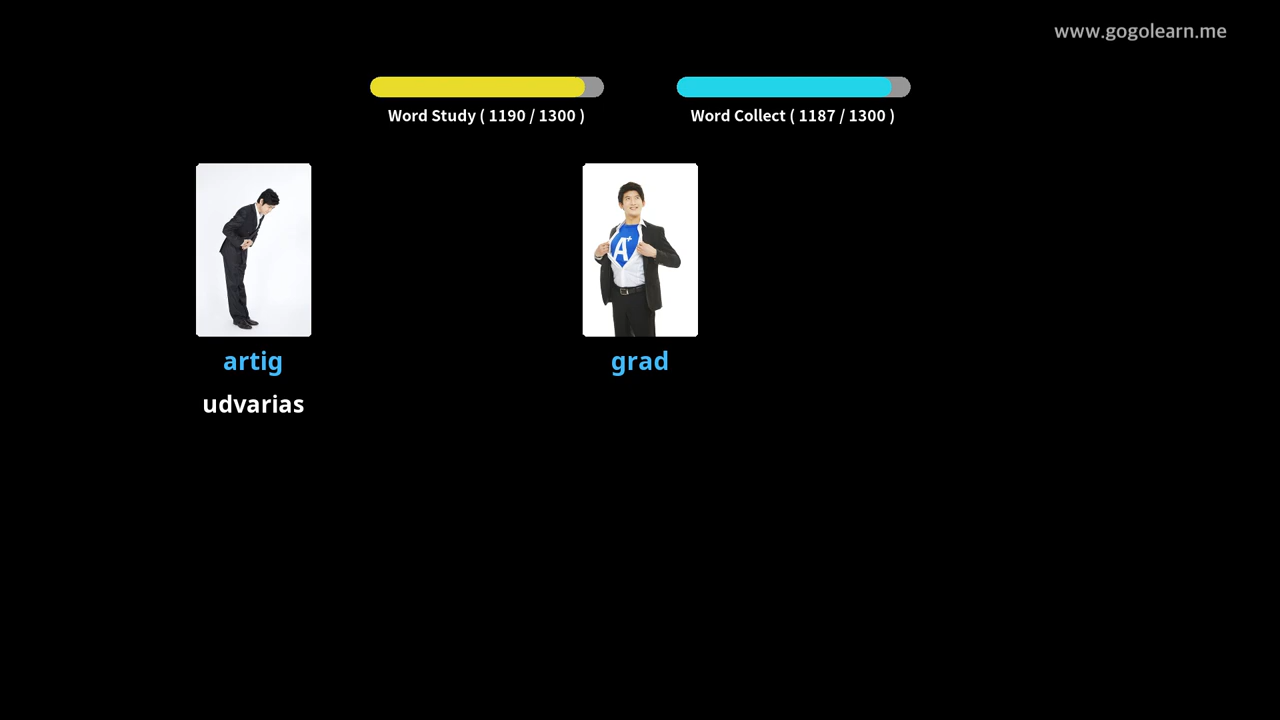 www.gogolearn.me
Word Study ( 1190 / 1300 )
Word Collect ( 1187 / 1300 )
A+
artig
grad
udvarias